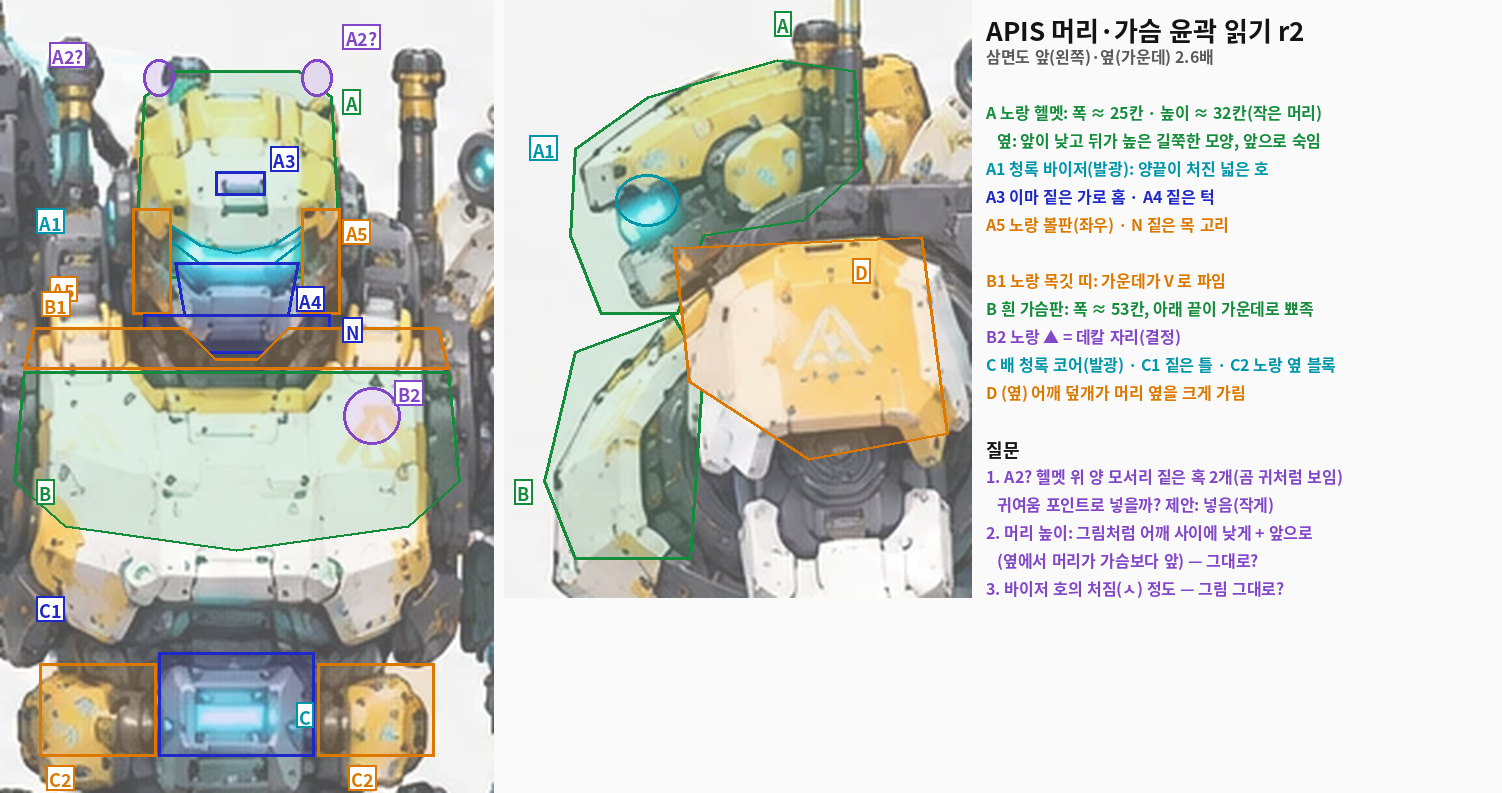 A2?
A2?
A
A3
A1
A5
A5
B1
A4
N
B2
B
C1
C
C2
C2
A
A1
D
B
APIS 머리·가슴 윤곽 읽기 r2
삼면도 앞(왼쪽)·옆(가운데) 2.6배
A 노랑 헬멧: 폭 ≈ 25칸 · 높이 ≈ 32칸(작은 머리)
옆: 앞이 낮고 뒤가 높은 길쭉한 모양, 앞으로 숙임
A1 청록 바이저(발광): 양끝이 처진 넓은 호
A3 이마 짙은 가로 홈 · A4 짙은 턱
A5 노랑 볼판(좌우) · N 짙은 목 고리
B1 노랑 목깃 띠: 가운데가 V 로 파임
B 흰 가슴판: 폭 ≈ 53칸, 아래 끝이 가운데로 뾰족
B2 노랑 ▲ = 데칼 자리(결정)
C 배 청록 코어(발광) · C1 짙은 틀 · C2 노랑 옆 블록
D (옆) 어깨 덮개가 머리 옆을 크게 가림
질문
1. A2? 헬멧 위 양 모서리 짙은 혹 2개(곰 귀처럼 보임)
귀여움 포인트로 넣을까? 제안: 넣음(작게)
2. 머리 높이: 그림처럼 어깨 사이에 낮게 + 앞으로
(옆에서 머리가 가슴보다 앞) — 그대로?
3. 바이저 호의 처짐(ㅅ) 정도 — 그림 그대로?